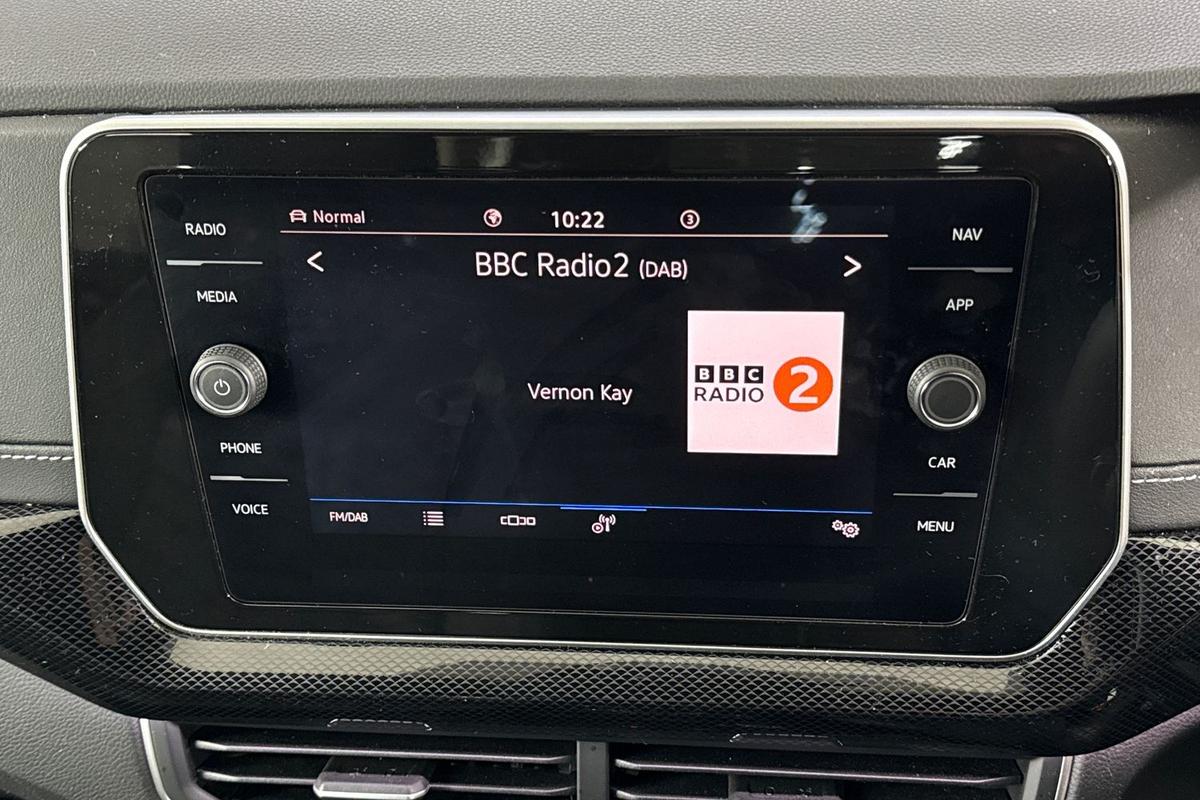 RADIO
MEDIA
PHONE
VOICE
Normal
10:22
3
BBC Radio2 (DAB)
Vernon Kay
BBC
RADIO
2
FM/DAB
NAV
APP
CAR
MENU